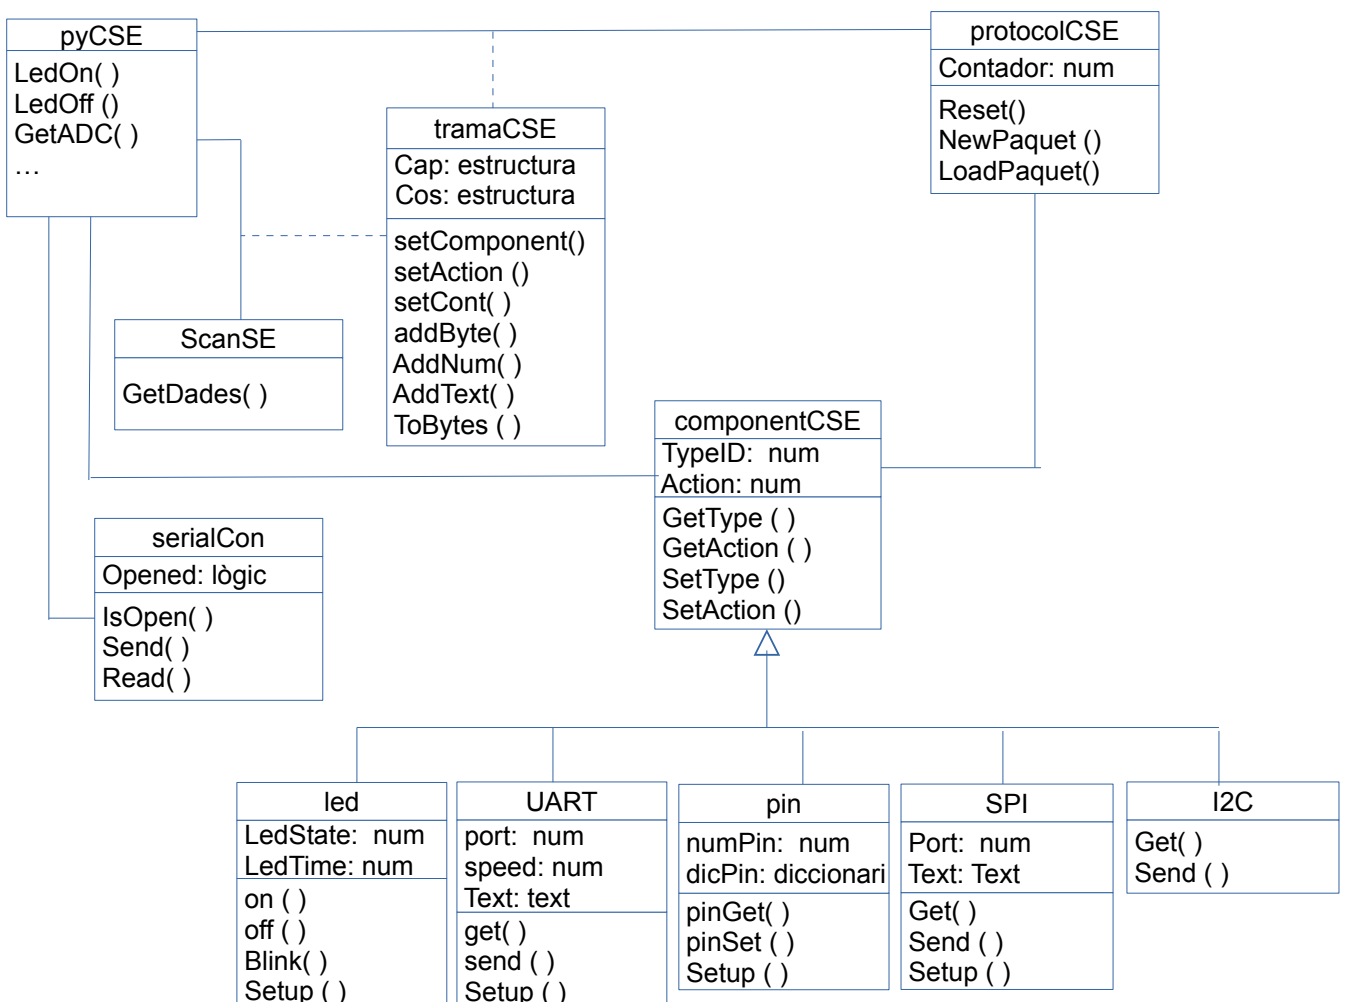 pyCSE
LedOn( )
LedOff ()
GetADC( )
…
protocolCSE
Contador: num
Reset()
NewPaquet ()
LoadPaquet()
tramaCSE
Cap: estructura
Cos: estructura
setComponent()
setAction ()
setCont( )
addByte( )
AddNum( )
AddText( )
ToBytes ( )
ScanSE
GetDades( )
componentCSE
TypeID: num
Action: num
GetType ( )
GetAction ( )
SetType ()
SetAction ()
serialCon
Opened: lògic
IsOpen( )
Send( )
Read( )
led
LedState: num
LedTime: num
on ( )
off ( )
Blink( )
Setup ( )
UART
port: num
speed: num
Text: text
get( )
send ( )
Setup ( )
pin
numPin: num
dicPin: diccionari
pinGet( )
pinSet ( )
Setup ( )
SPI
Port: num
Text: Text
Get( )
Send ( )
Setup ( )
I2C
Get( )
Send ( )